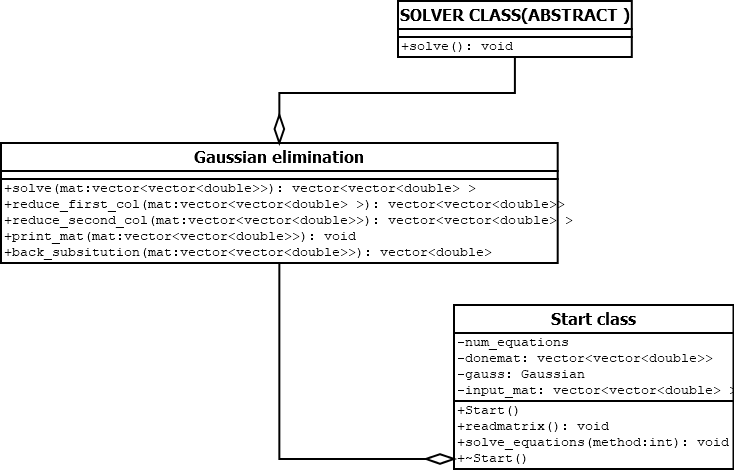 SOLVER CLASS(ABSTRACT )
+solve(): void
Gaussian elimination
+solve(mat:vector<vector<double>>): vector<vector<double> >
+reduce_first_col(mat:vector<vector<double> >): vector<vector<double>>
+reduce_second_col(mat:vector<vector<double>>): vector<vector<double> >
+print_mat(mat:vector<vector<double>>): void
+back_subsitution(mat:vector<vector<double>>): vector<double>
Start class
-num_equations
-donemat: vector<vector<double>>
-gauss: Gaussian
-input_mat: vector<vector<double> >
+Start()
+readmatrix(): void
+solve_equations(method:int): void
+~Start()